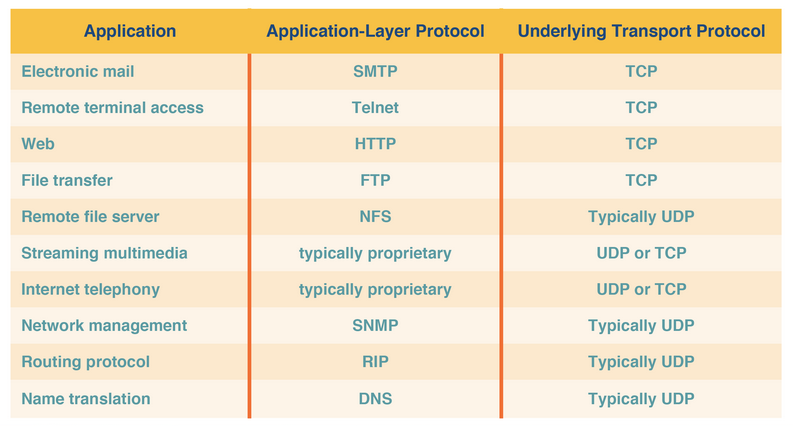 Application Application-Layer Protocol Underlying Transport Protocol
Electronic mail SMTP TCP
Remote terminal access Telnet TCP
Web HTTP TCP
File transfer FTP TCP
Remote file server NFS Typically UDP
Streaming multimedia typically proprietary UDP or TCP
Internet telephony typically proprietary UDP or TCP
Network management SNMP Typically UDP
Routing protocol RIP Typically UDP
Name translation DNS Typically UDP